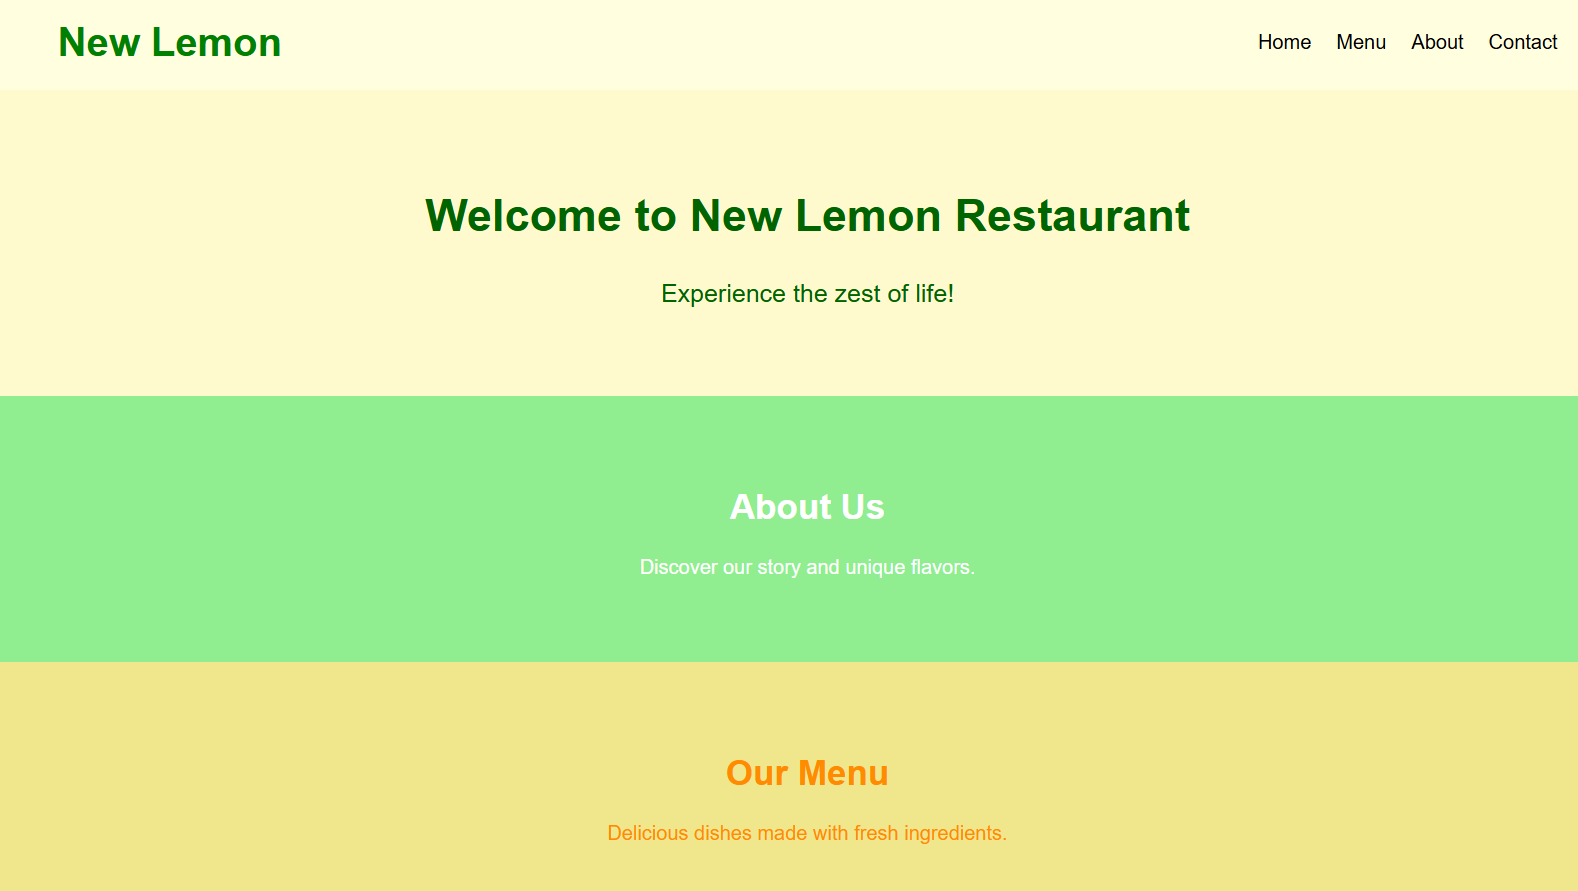 New Lemon
Home Menu About Contact
Welcome to New Lemon Restaurant
Experience the zest of life!
About Us
Discover our story and unique flavors.
Our Menu
Delicious dishes made with fresh ingredients.